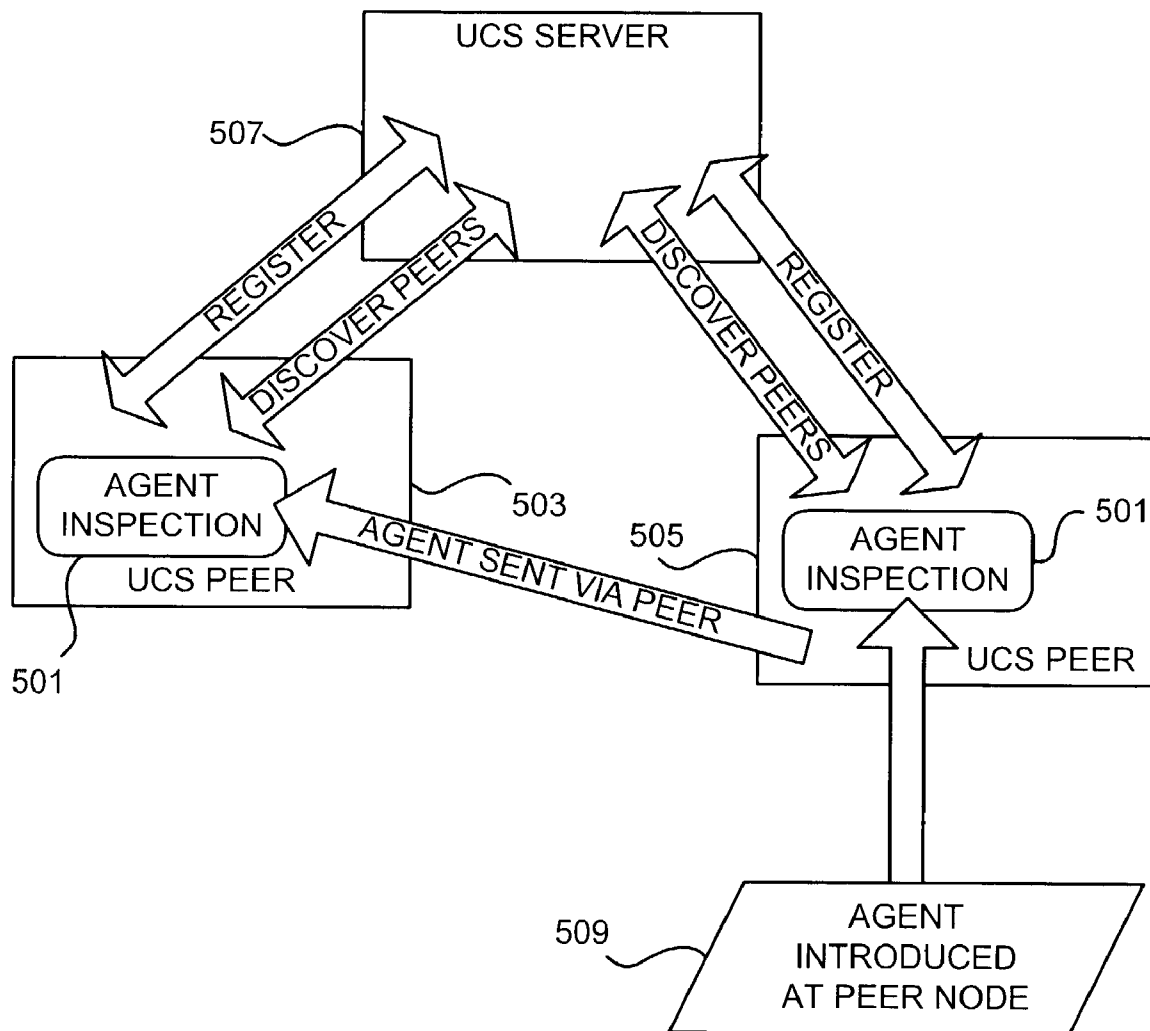 UCS SERVER
507
REGISTER
DISCOVER PEERS
DISCOVER PEERS
REGISTER
AGENT
INSPECTION
UCS PEER
503
501
AGENT SENT VIA PEER
505
501
AGENT
INSPECTION
UCS PEER
509
AGENT
INTRODUCED
AT PEER NODE